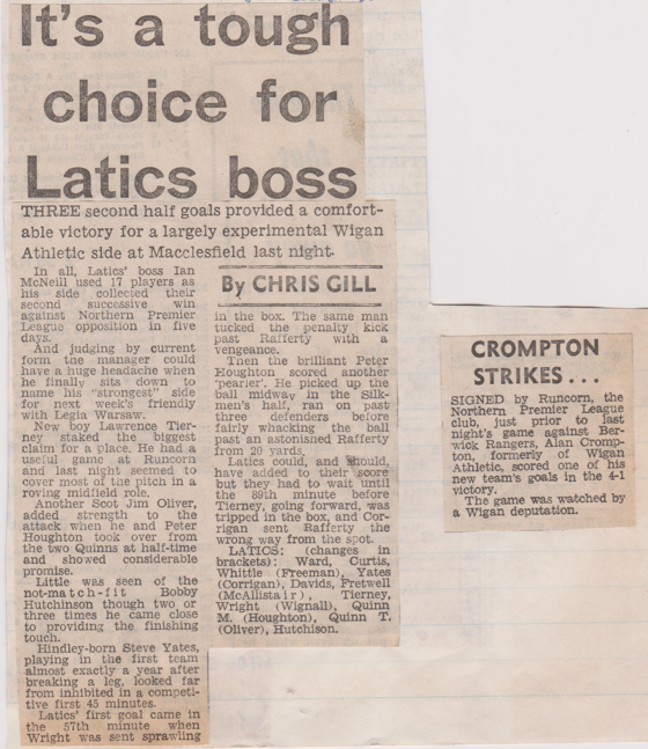 It's a tough
choice for
Latics boss
THREE second half goals provided a comfort-
able victory for a largely experimental Wigan
Athletic side at Macclesfield last night.
In all, Latics' boss Ian
McNeill used 17 players as
his side collected their
second successive win
against Northern Premier
League opposition in five
days.
And judging by current
form the manager could
have a huge headache when
he finally sits down to
name his "strongest" side
for next week's friendly
with Legia Warsaw.
New boy Lawrence Tier-
ney staked the biggest
claim for a place. He had a
useful game at Runcorn
and last night seemed to
cover most of the pitch in a
roving midfield role.
Another Scot Jim Oliver,
added strength to the
attack when he and Peter
Houghton took over from
the two Quinns at half-time
and showed considerable
promise.
Little was seen of the
not-match-fit Bobby
Hutchinson though two or
three times he came close
to providing the finishing
touch.
Hindley-born Steve Yates,
playing in the first team
almost exactly a year after
breaking a leg, looked far
from inhibited in a competi-
tive first 45 minutes.
Latics' first goal came in
the 57th minute when
Wright was sent sprawling
By CHRIS GILL
in the box. The same man
tucked the penalty kick
past Rafferty with a
vengeance.
Then the brilliant Peter
Houghton scored another
'pearler'. He picked up the
ball midway in the Silk-
men's half, ran on past
three defenders before
fairly whacking the ball
past an astonished Rafferty
from 20 yards.
Latics could, and should,
have added to their score
but they had to wait until
the 89th minute before
Tierney, going forward, was
tripped in the box, and Cor-
rigan sent Rafferty the
wrong way from the spot.
LATICS: (changes in
brackets): Ward, Curtis,
Whittle (Freeman), Yates
(Corrigan), Davids, Fretwell
(McAllistair), Tierney,
Wright (Wignall), Quinn
M. (Houghton), Quinn T.
(Oliver), Hutchison.
CROMPTON
STRIKES...
SIGNED by Runcorn, the
Northern Premier League
club, just prior to last
night's game against Ber-
wick Rangers, Alan Cromp-
ton, formerly of Wigan
Athletic, scored one of his
new team's goals in the 4-1
victory.
The game was watched by
a Wigan deputation.